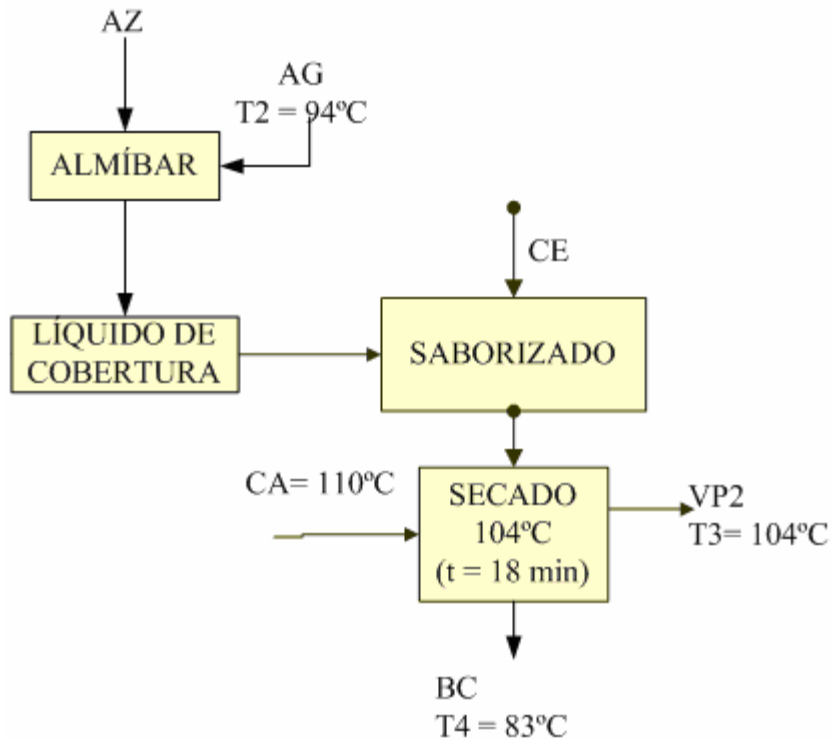 AZ
AG
T2 = 94ºC
ALMÍBAR
CE
LÍQUIDO DE
COBERTURA
SABORIZADO
CA= 110ºC
SECADO
104ºC
(t = 18 min)
VP2
T3= 104ºC
BC
T4 = 83ºC